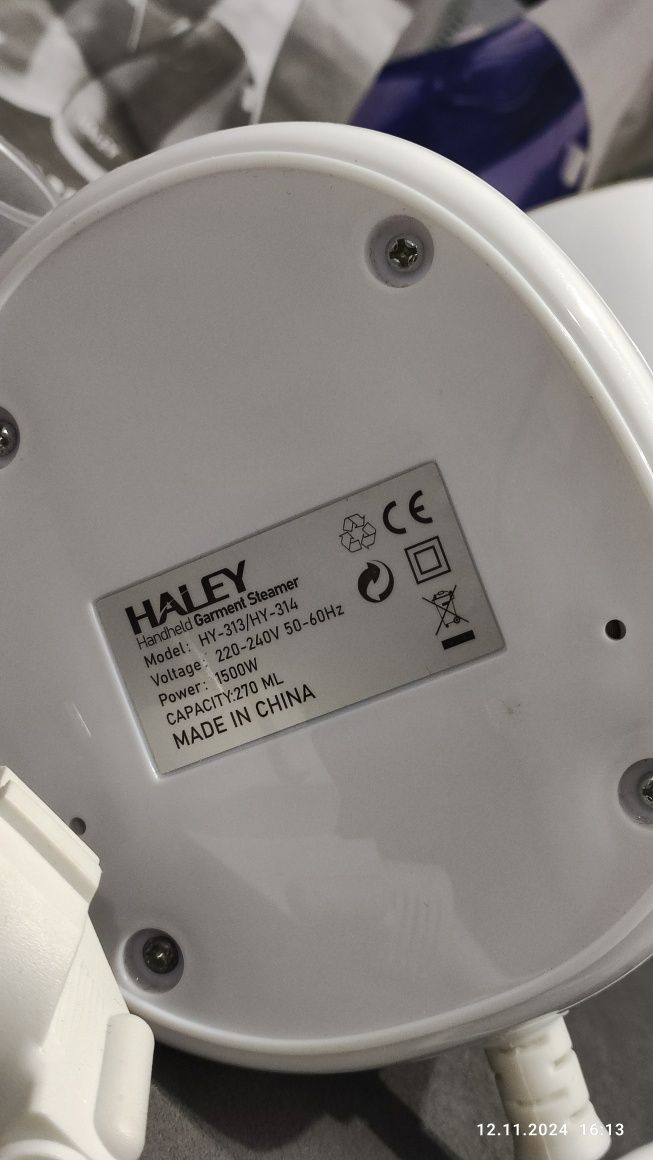 HALEY
Handheld Garment Steamer
Model: HY-313/HY-314
Voltage: 220-240V 50-60Hz
Power: 1500W
CAPACITY:270 ML
MADE IN CHINA
CE
12.11.2024 16:13